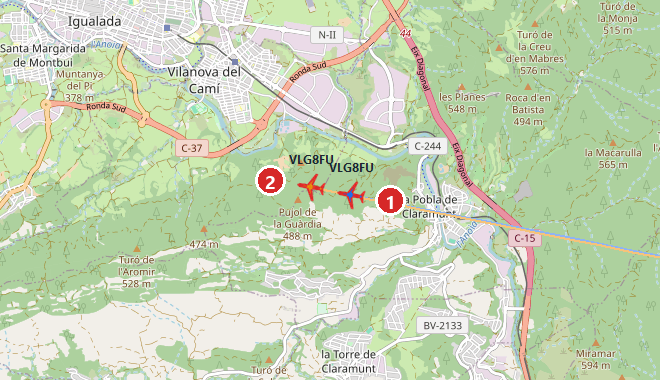 Igualada
Santa Margarida
de Montbui
l'Anoia
Muntanya
del Pi
378 m
Vilanova del
Camí
Ronda Sud
Ronda Sud
N-II
44
Eix Diagonal
Turó de
la Monja
515 m
Turó de
la Creu
d'en Mabres
576 m
les Planes
548 m
Roca d'en
Batista
494 m
la Macarulla
565 m
C-37
C-244
Eix Diagonal
VLG8FU
VLG8FU
2
1
Pujol de
la Guàrdia
488 m
a Pobla de
Claramunt
l'Anoia
C-15
474 m
Turó de
l'Aromir
528 m
BV-2133
la Torre de
Claramunt
Turó de
Miramar
594 m